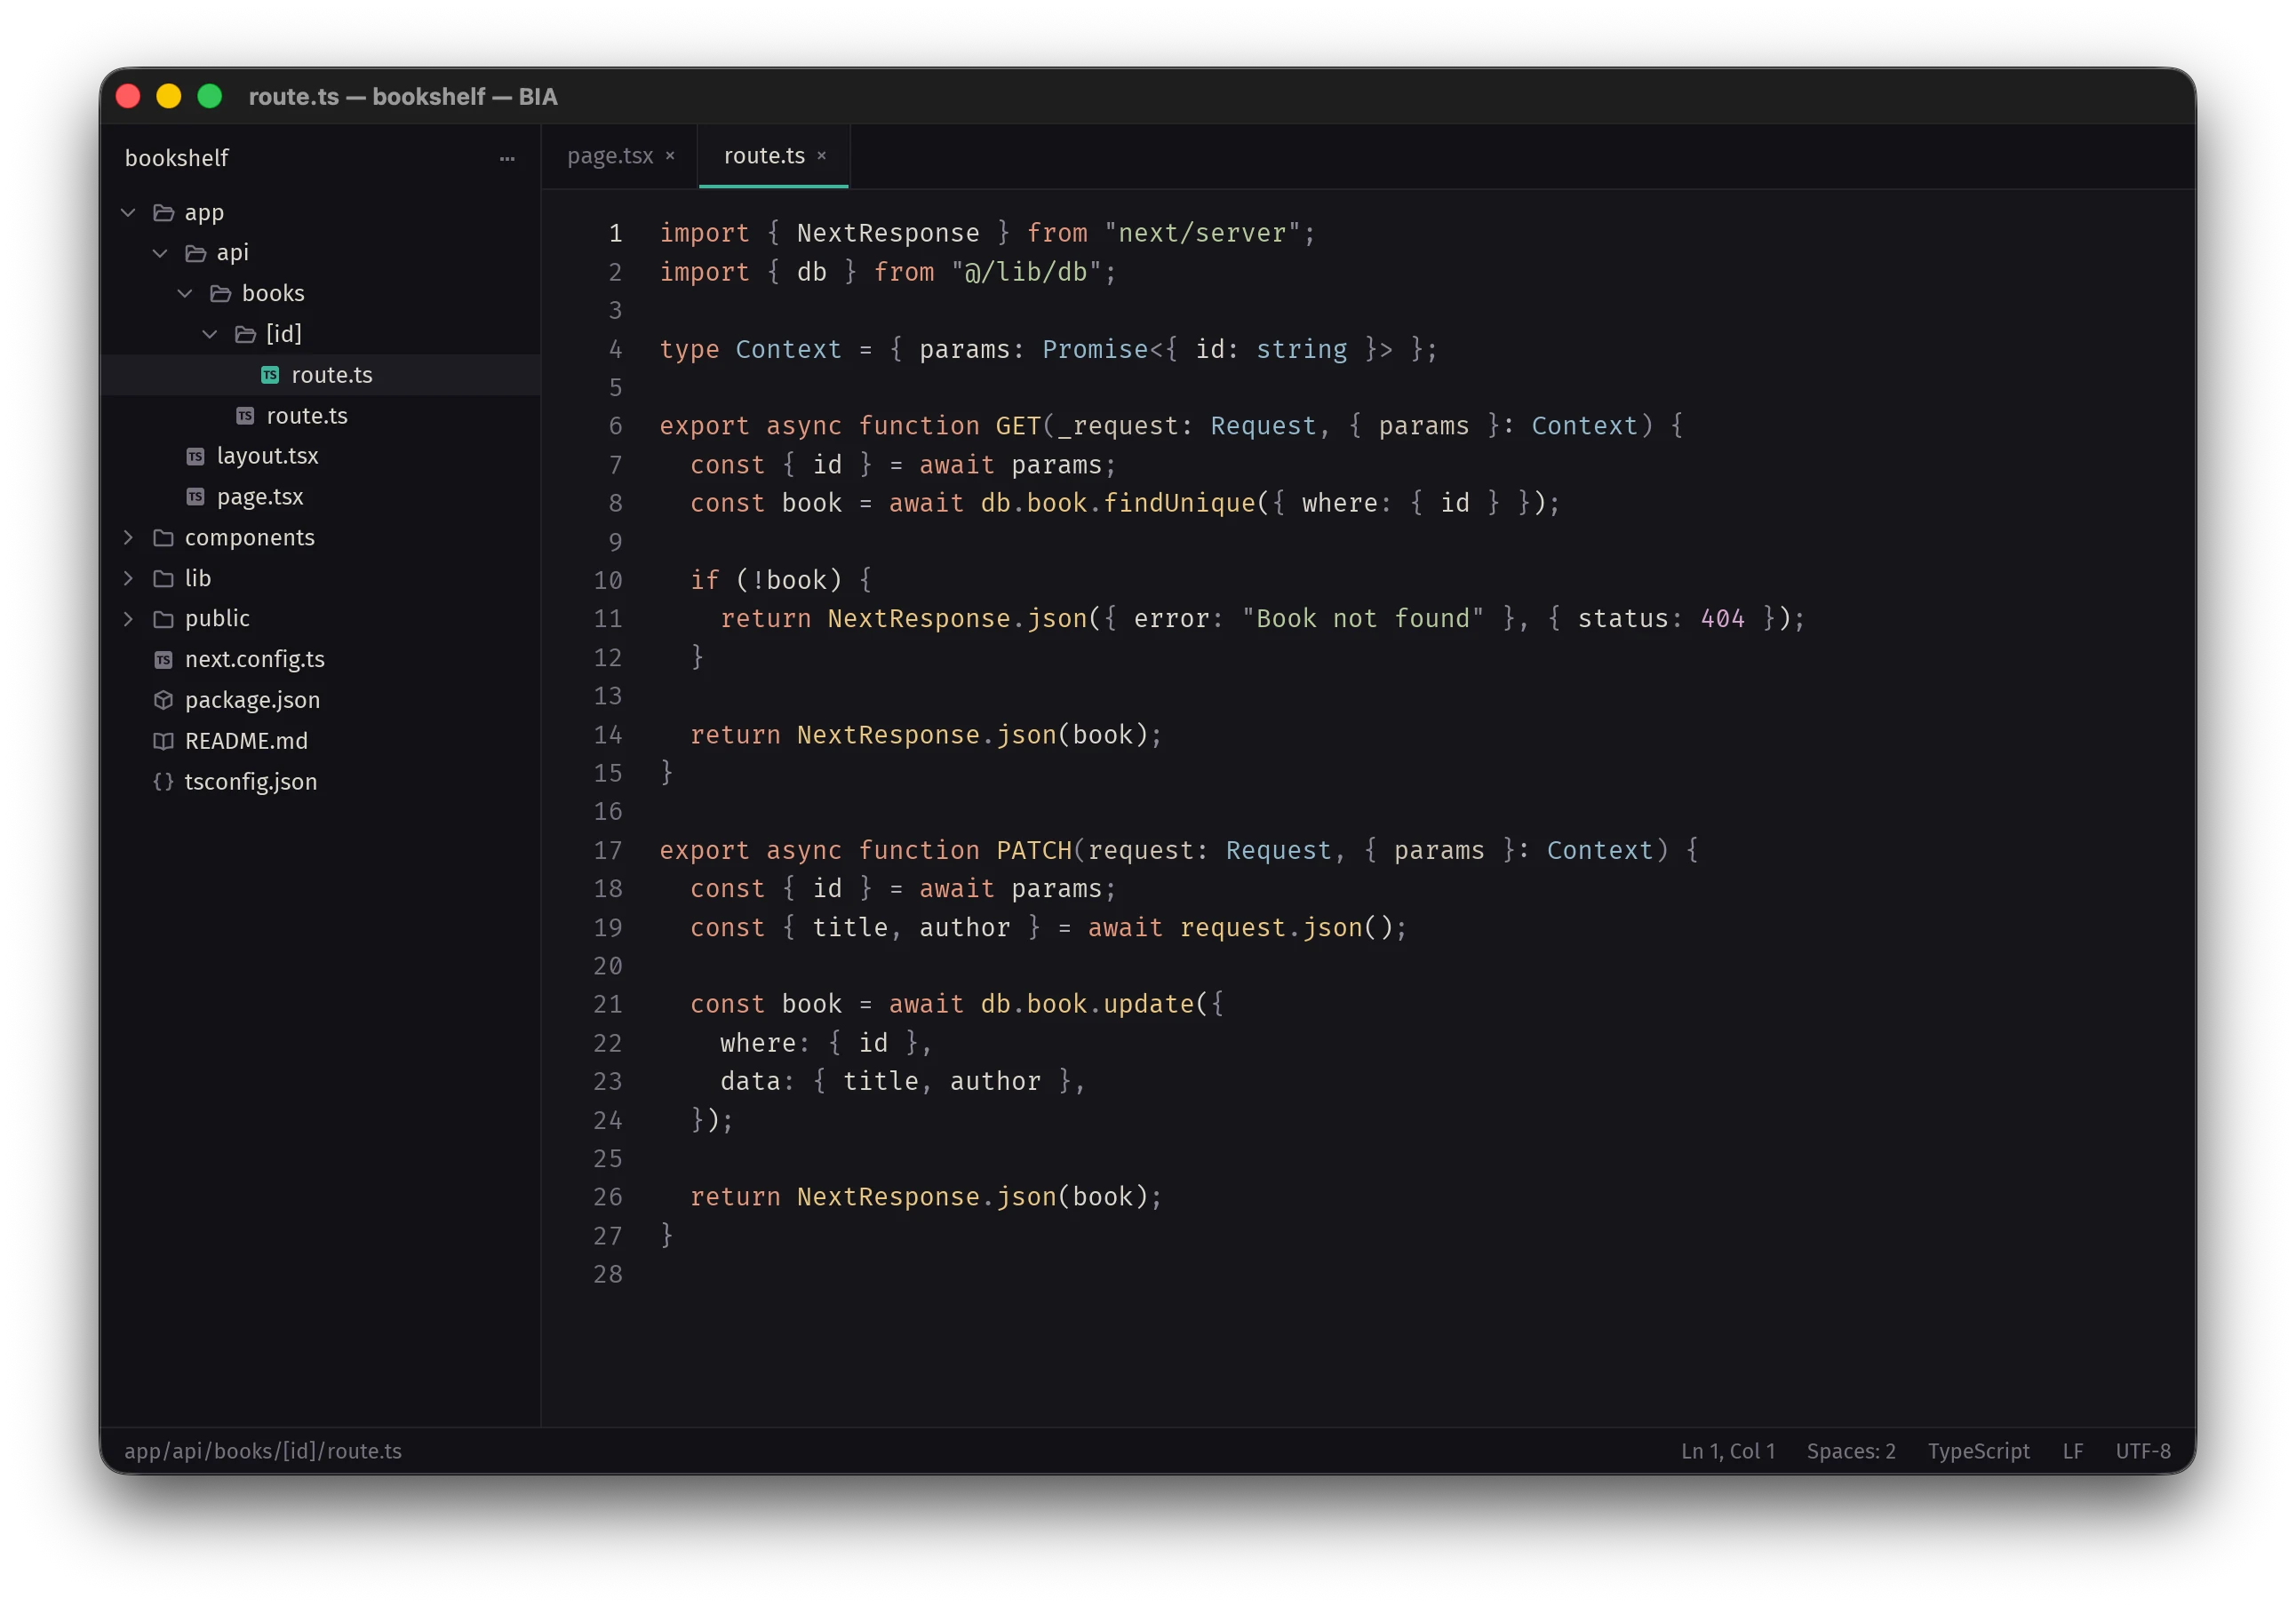 route.ts — bookshelf — BIA
bookshelf ...
app
api
books
[id]
TS route.ts
TS route.ts
TS layout.tsx
TS page.tsx
components
lib
public
TS next.config.ts
package.json
README.md
{} tsconfig.json
page.tsx × route.ts ×
1 import { NextResponse } from "next/server";
2 import { db } from "@/lib/db";
3
4 type Context = { params: Promise<{ id: string }> };
5
6 export async function GET(_request: Request, { params }: Context) {
7   const { id } = await params;
8   const book = await db.book.findUnique({ where: { id } });
9
10   if (!book) {
11     return NextResponse.json({ error: "Book not found" }, { status: 404 });
12   }
13
14   return NextResponse.json(book);
15 }
16
17 export async function PATCH(request: Request, { params }: Context) {
18   const { id } = await params;
19   const { title, author } = await request.json();
20
21   const book = await db.book.update({
22     where: { id },
23     data: { title, author },
24   });
25
26   return NextResponse.json(book);
27 }
28
app/api/books/[id]/route.ts Ln 1, Col 1 Spaces: 2 TypeScript LF UTF-8